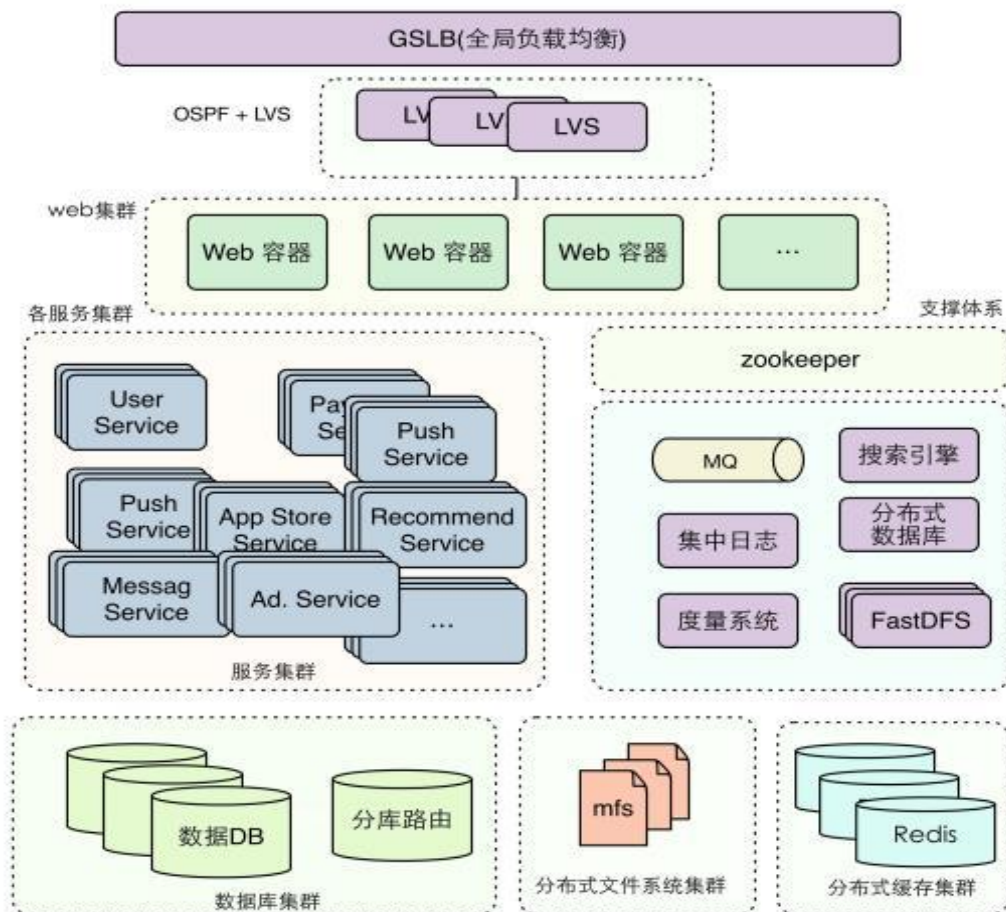 GSLB(全局负载均衡)
OSPF + LVS
LV
LV
LVS
web集群
Web 容器
Web 容器
Web 容器
...
各服务集群
支撑体系
zookeeper
User
Service
Pay
Se
Push
Service
Push
Service
App Store
Service
Recommend
Service
Messag
Service
Ad. Service
...
服务集群
MQ
搜索引擎
集中日志
分布式
数据库
度量系统
FastDFS
数据DB
分库路由
数据库集群
mfs
分布式文件系统集群
Redis
分布式缓存集群